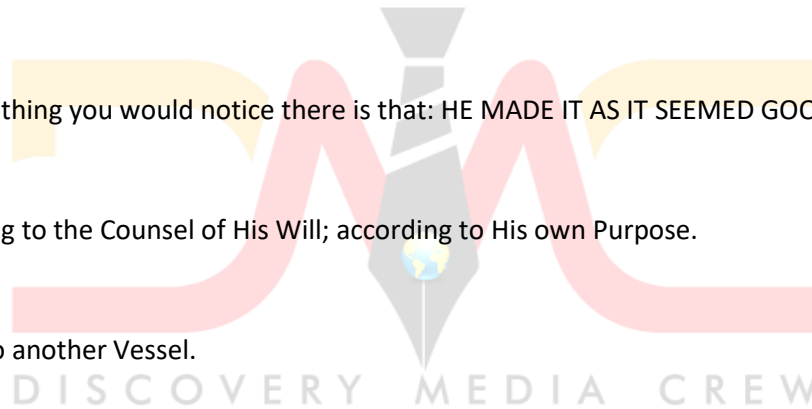 thing you would notice there is that: HE MADE IT AS IT SEEMED GOO
g to the Counsel of His Will; according to His own Purpose.
o another Vessel.
DISCOVERY MEDIA CREW